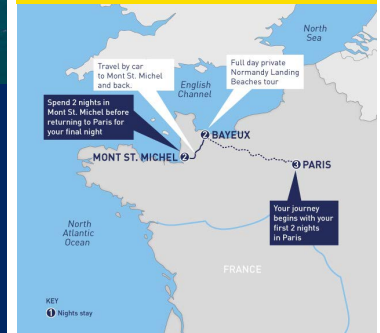 North
Sea
Travel by car
to Mont St. Michel
and back.
Full day private
Normandy Landing
Beaches tour
English
Channel
Spend 2 nights in
Mont St. Michel before
returning to Paris for
your final night
2 BAYEUX
MONT ST. MICHEL 2
3 PARIS
Your journey
begins with your
first 2 nights
in Paris
North
Atlantic
Ocean
FRANCE
KEY
1 Nights stay